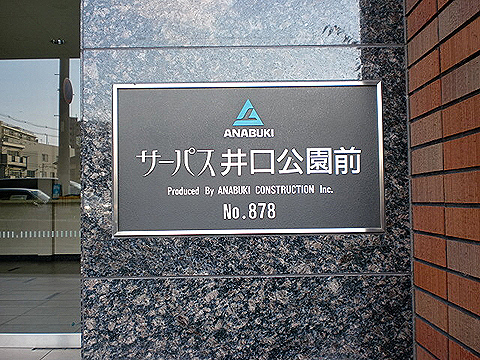 ANABUKI
サーパス井口公園前
Produced By ANABUKI CONSTRUCTION Inc.
No.878